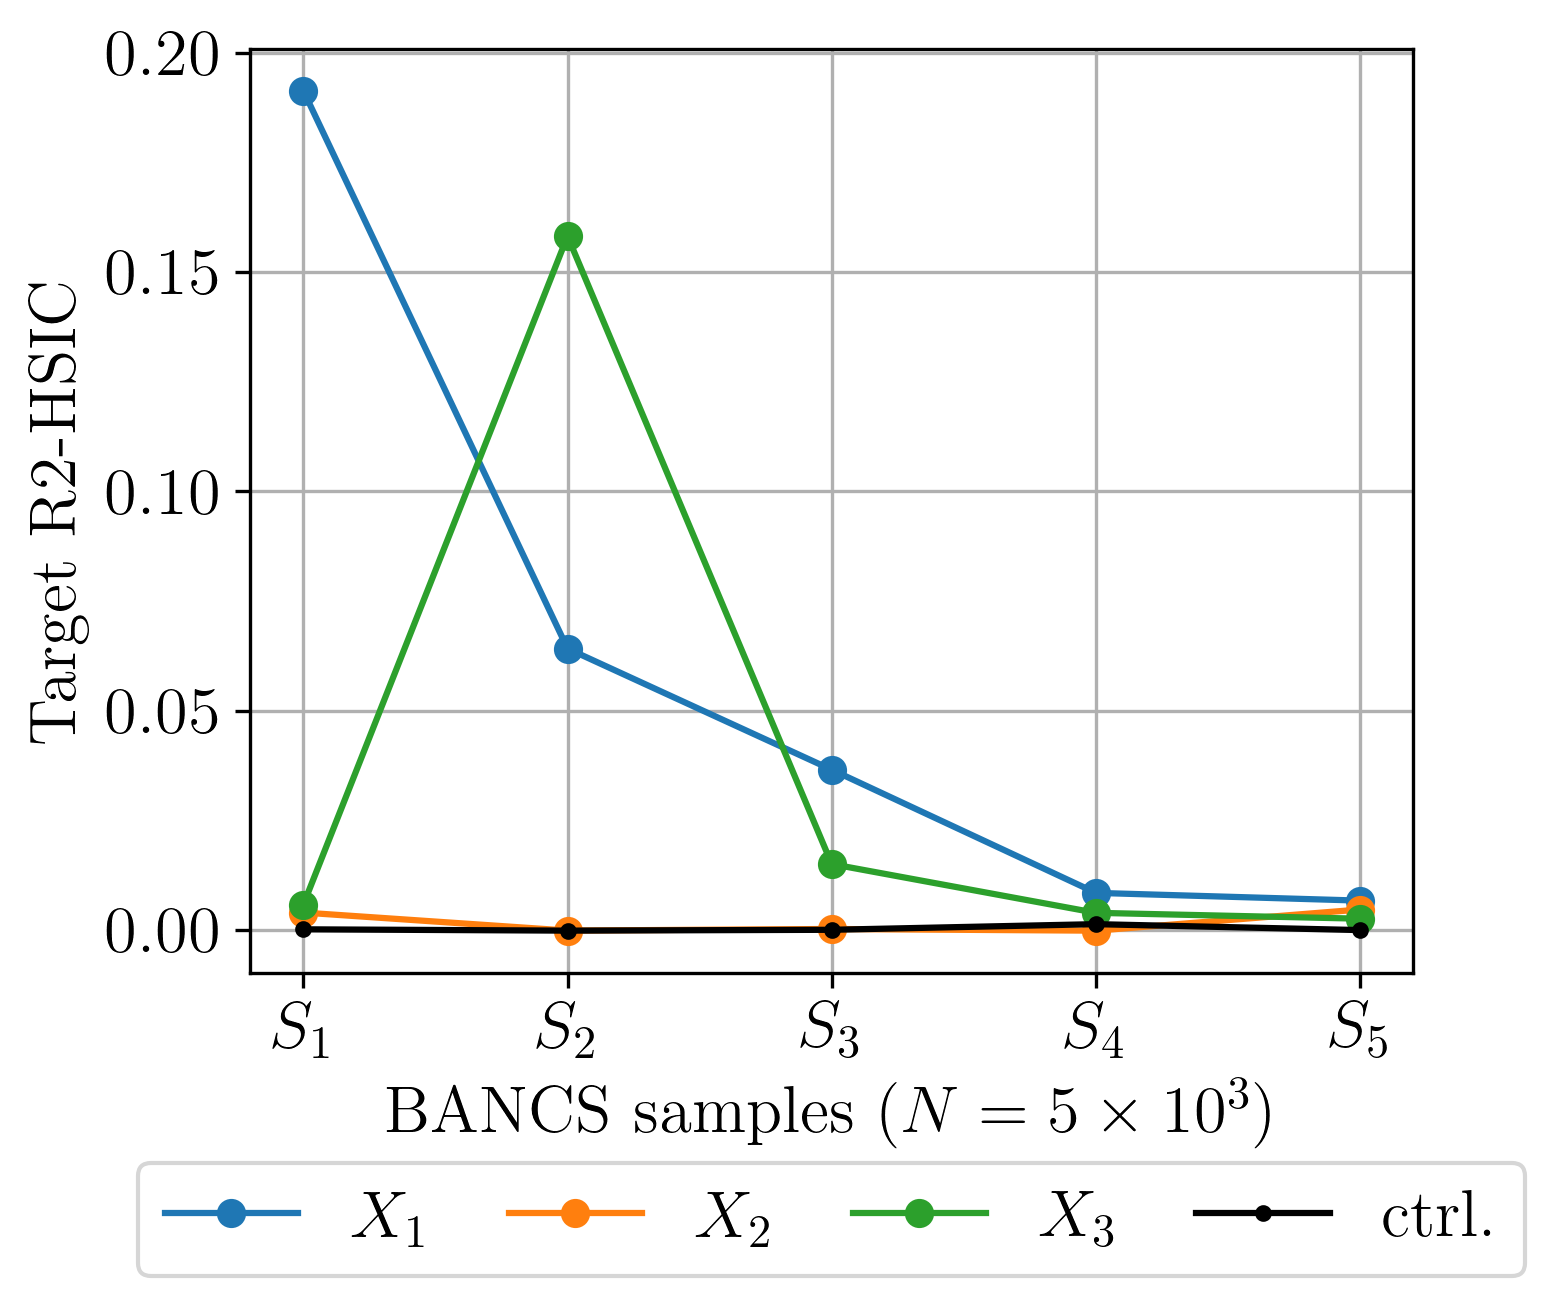 0.20
0.15
0.10
0.05
0.00
Target R2-HSIC
S₁ S₂ S₃ S₄ S₅
BANCS samples (N = 5 × 10³)
X₁ X₂ X₃ ctrl.